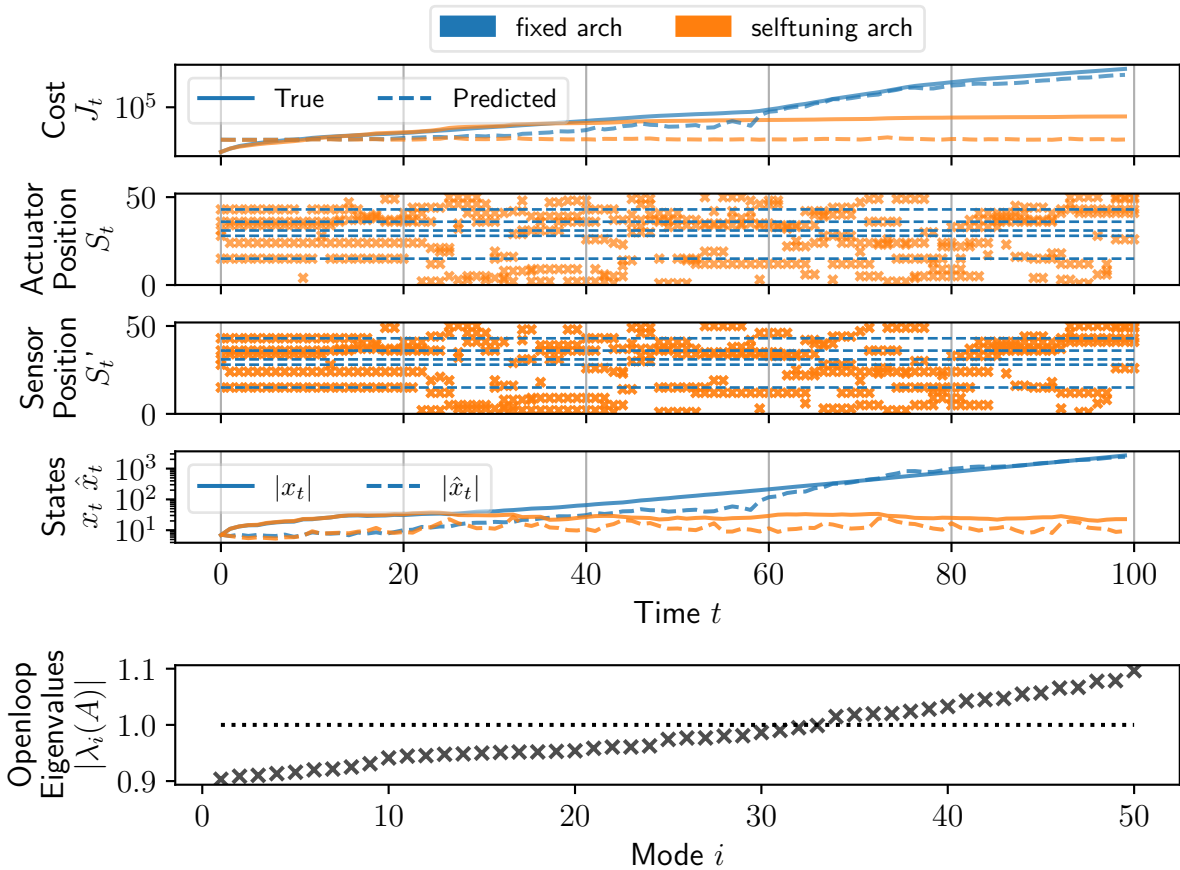 fixed arch selftuning arch
Cost
J_t
10^5
True Predicted
Actuator
Position
S_t
50
0
Sensor
Position
S_t'
50
0
States
x_t x̂_t
10^3
10^2
10^1
|x_t| |x̂_t|
0 20 40 60 80 100
Time t
Openloop
Eigenvalues
|λ_i(A)|
1.1
1.0
0.9
0 10 20 30 40 50
Mode i